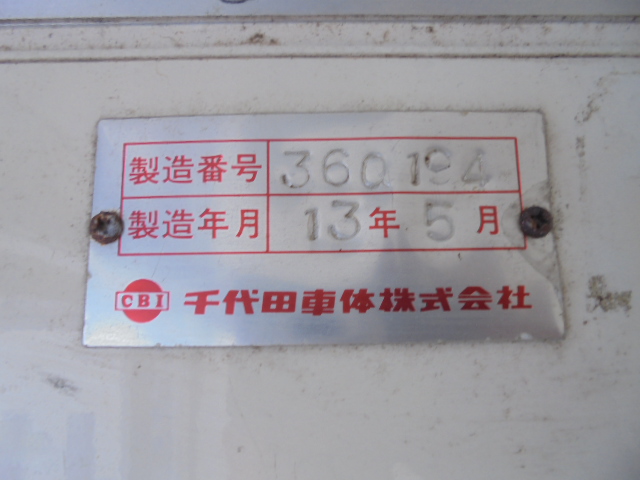 製造番号 360194
製造年月 13年 5月
CBI 千代田車体株式会社